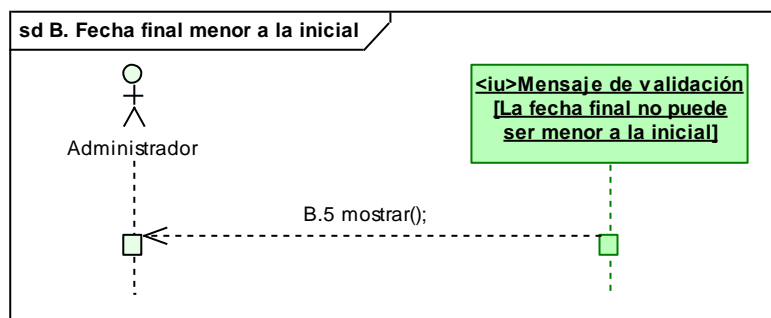 sd B. Fecha final menor a la inicial
<iu>Mensaje de validación
[La fecha final no puede
ser menor a la inicial]
Administrador
B.5 mostrar();